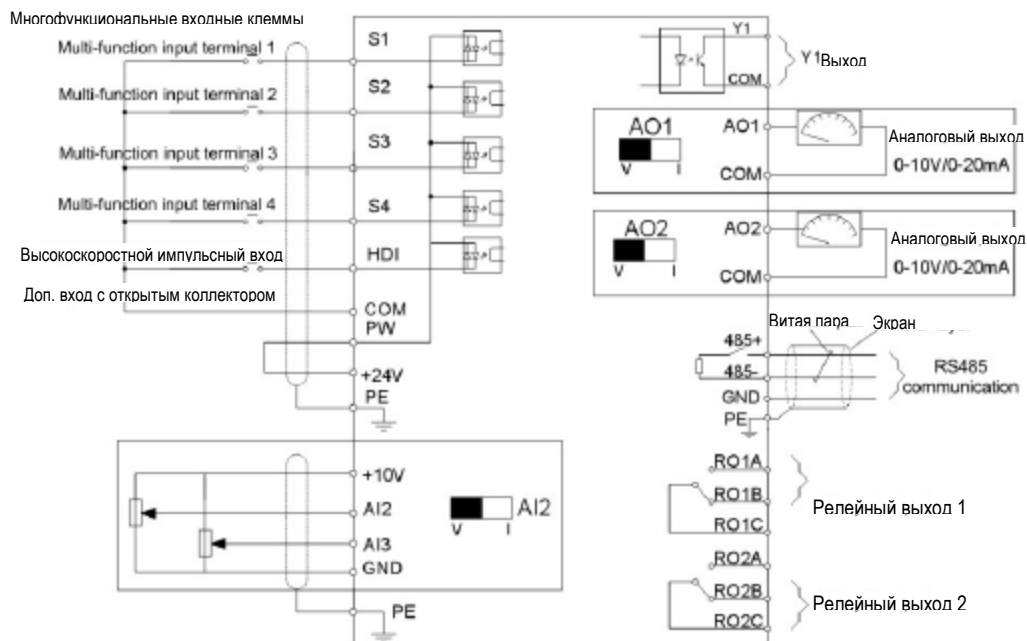 Многофункциональные входные клеммы
Multi-function input terminal 1
Multi-function input terminal 2
Multi-function input terminal 3
Multi-function input terminal 4
Высокоскоростной импульсный вход
Доп. вход с открытым коллектором
S1
S2
S3
S4
HDI
COM
PW
+24V
PE
+10V
AI2
AI3
GND
PE
V I
AI2
Y1
COM
Y1 Выход
AO1
V I
AO1
COM
Аналоговый выход
0-10V/0-20mA
AO2
V I
AO2
COM
Аналоговый выход
0-10V/0-20mA
Витая пара
Экран
485+
485-
GND
PE
RS485
communication
RO1A
RO1B
RO1C
Релейный выход 1
RO2A
RO2B
RO2C
Релейный выход 2